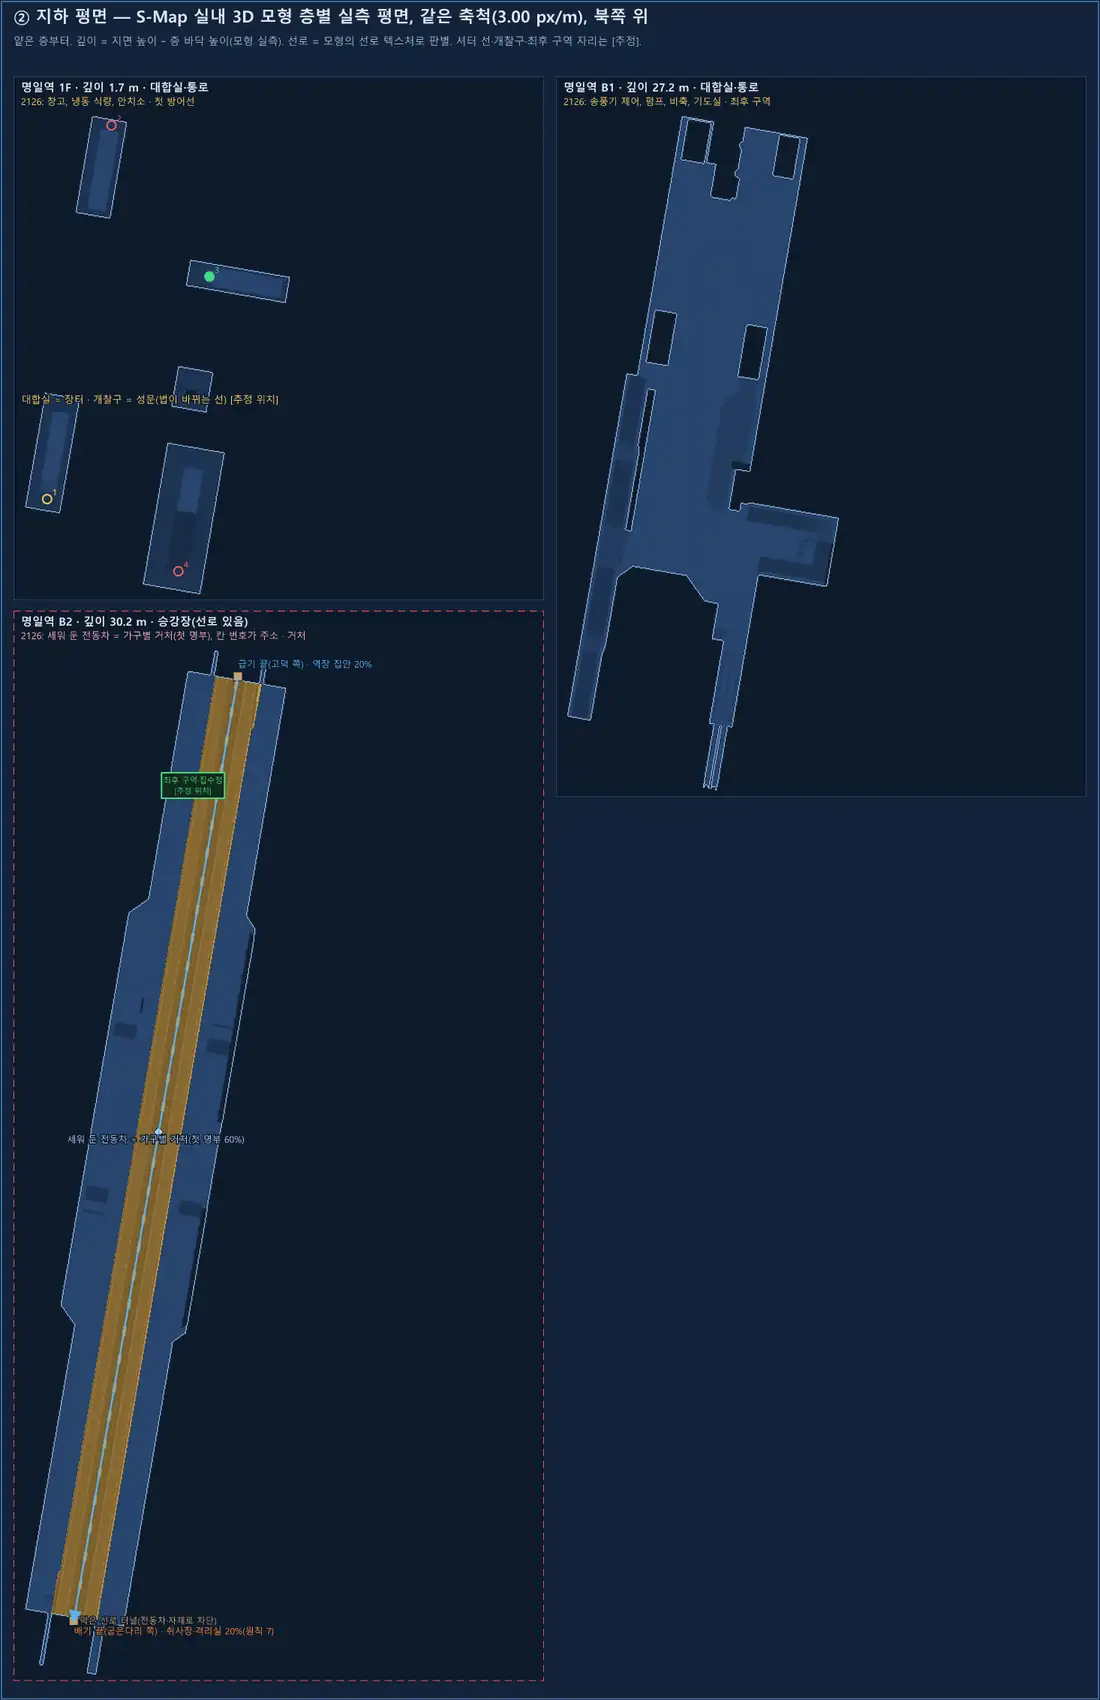 ② 지하 평면 — S-Map 실내 3D 모형 층별 실측 평면, 같은 축척(3.00 px/m), 북쪽 위
얕은 층부터. 깊이 = 지면 높이 − 층 바닥 높이(모형 실측). 선로 = 모형의 선로 텍스처로 판별. 셔터 선·개찰구·최후 구역 자리는 [추정].
명일역 1F · 깊이 1.7 m · 대합실·통로
2126: 창고, 냉동 식량, 안치소 · 첫 방어선
2
3
대합실 = 장터 · 개찰구 = 성문(법이 바뀌는 선) [추정 위치]
1
4
명일역 B1 · 깊이 27.2 m · 대합실·통로
2126: 송풍기 제어, 펌프, 비축, 기도실 · 최후 구역
명일역 B2 · 깊이 30.2 m · 승강장(선로 있음)
2126: 세워 둔 전동차 = 가구별 거처(첫 명부), 칸 번호가 주소 · 거처
급기 끝(고덕 쪽) · 역장 집안 20%
최후 구역·집수정
[추정 위치]
세워 둔 전동차 = 가구별 거처(첫 명부 60%)
막은 선로 터널(전동차·자재로 차단)
배기 끝(굽은다리 쪽) · 취사장·격리실 20%(원칙 7)